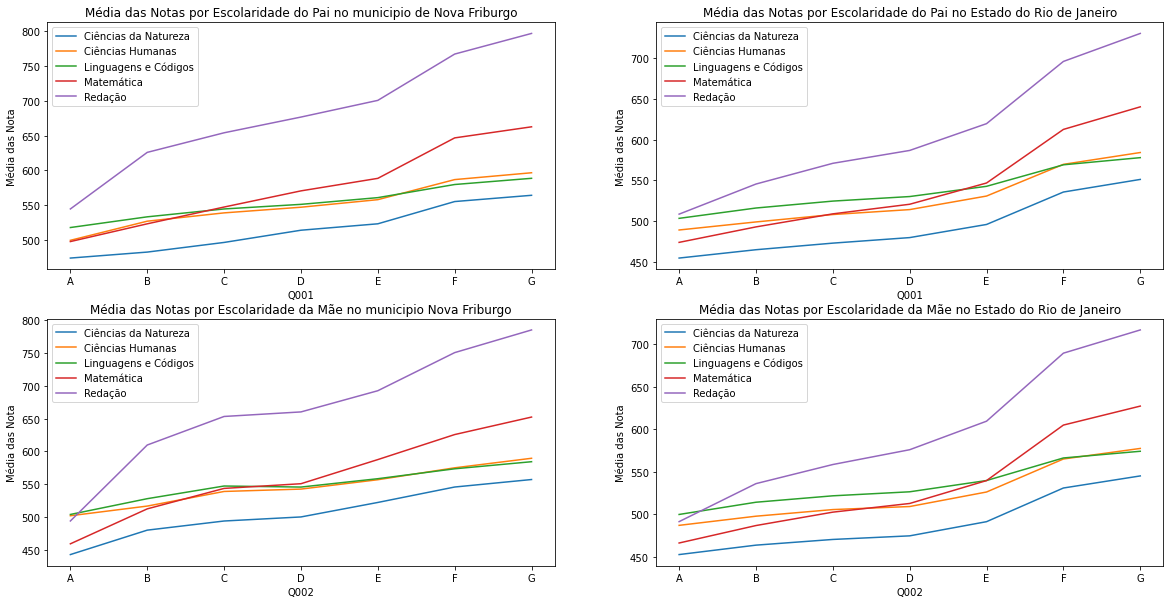 Média das Notas por Escolaridade do Pai no municipio de Nova Friburgo
Média das Nota
800
750
700
650
600
550
500
Ciências da Natureza
Ciências Humanas
Linguagens e Códigos
Matemática
Redação
A B C D E F G
Q001
Média das Notas por Escolaridade do Pai no Estado do Rio de Janeiro
Média das Nota
700
650
600
550
500
450
Ciências da Natureza
Ciências Humanas
Linguagens e Códigos
Matemática
Redação
A B C D E F G
Q001
Média das Notas por Escolaridade da Mãe no municipio Nova Friburgo
Média das Nota
800
750
700
650
600
550
500
450
Ciências da Natureza
Ciências Humanas
Linguagens e Códigos
Matemática
Redação
A B C D E F G
Q002
Média das Notas por Escolaridade da Mãe no Estado do Rio de Janeiro
Média das Nota
700
650
600
550
500
450
Ciências da Natureza
Ciências Humanas
Linguagens e Códigos
Matemática
Redação
A B C D E F G
Q002